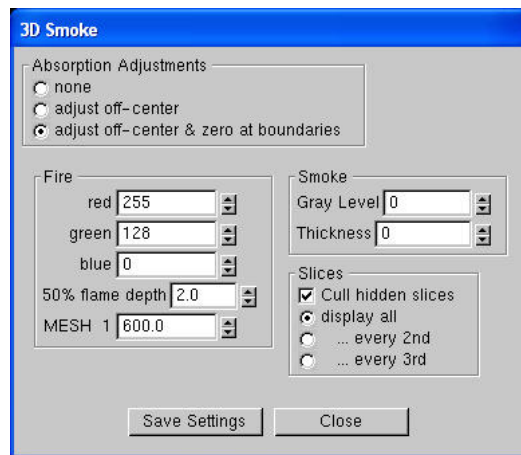 3D Smoke
Absorption Adjustments
none
adjust off-center
adjust off-center & zero at boundaries
Fire
red 255
green 128
blue 0
50% flame depth 2.0
MESH 1 600.0
Smoke
Gray Level 0
Thickness 0
Slices
Cull hidden slices
display all
... every 2nd
... every 3rd
Save Settings
Close